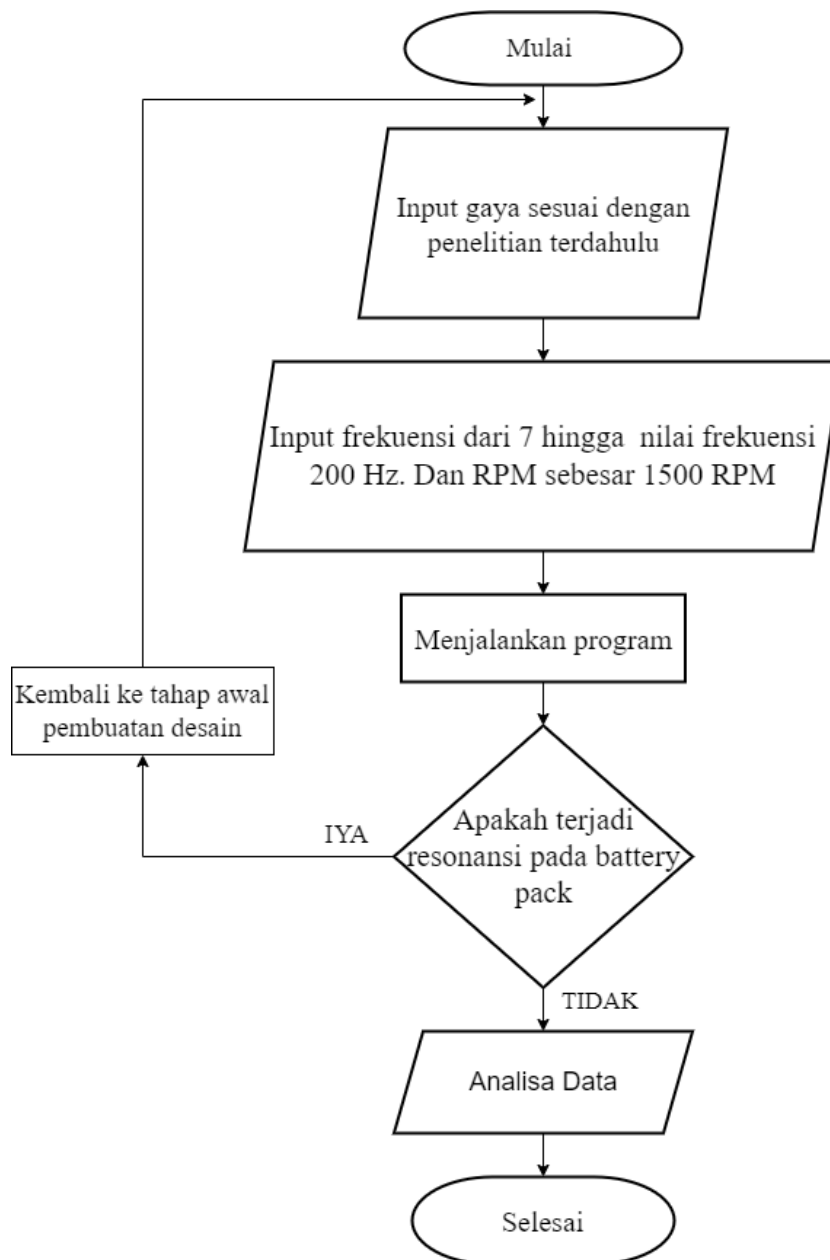 Mulai
Input gaya sesuai dengan
penelitian terdahulu
Input frekuensi dari 7 hingga nilai frekuensi
200 Hz. Dan RPM sebesar 1500 RPM
Menjalankan program
Kembali ke tahap awal
pembuatan desain
IYA
Apakah terjadi
resonansi pada battery
pack
TIDAK
Analisa Data
Selesai